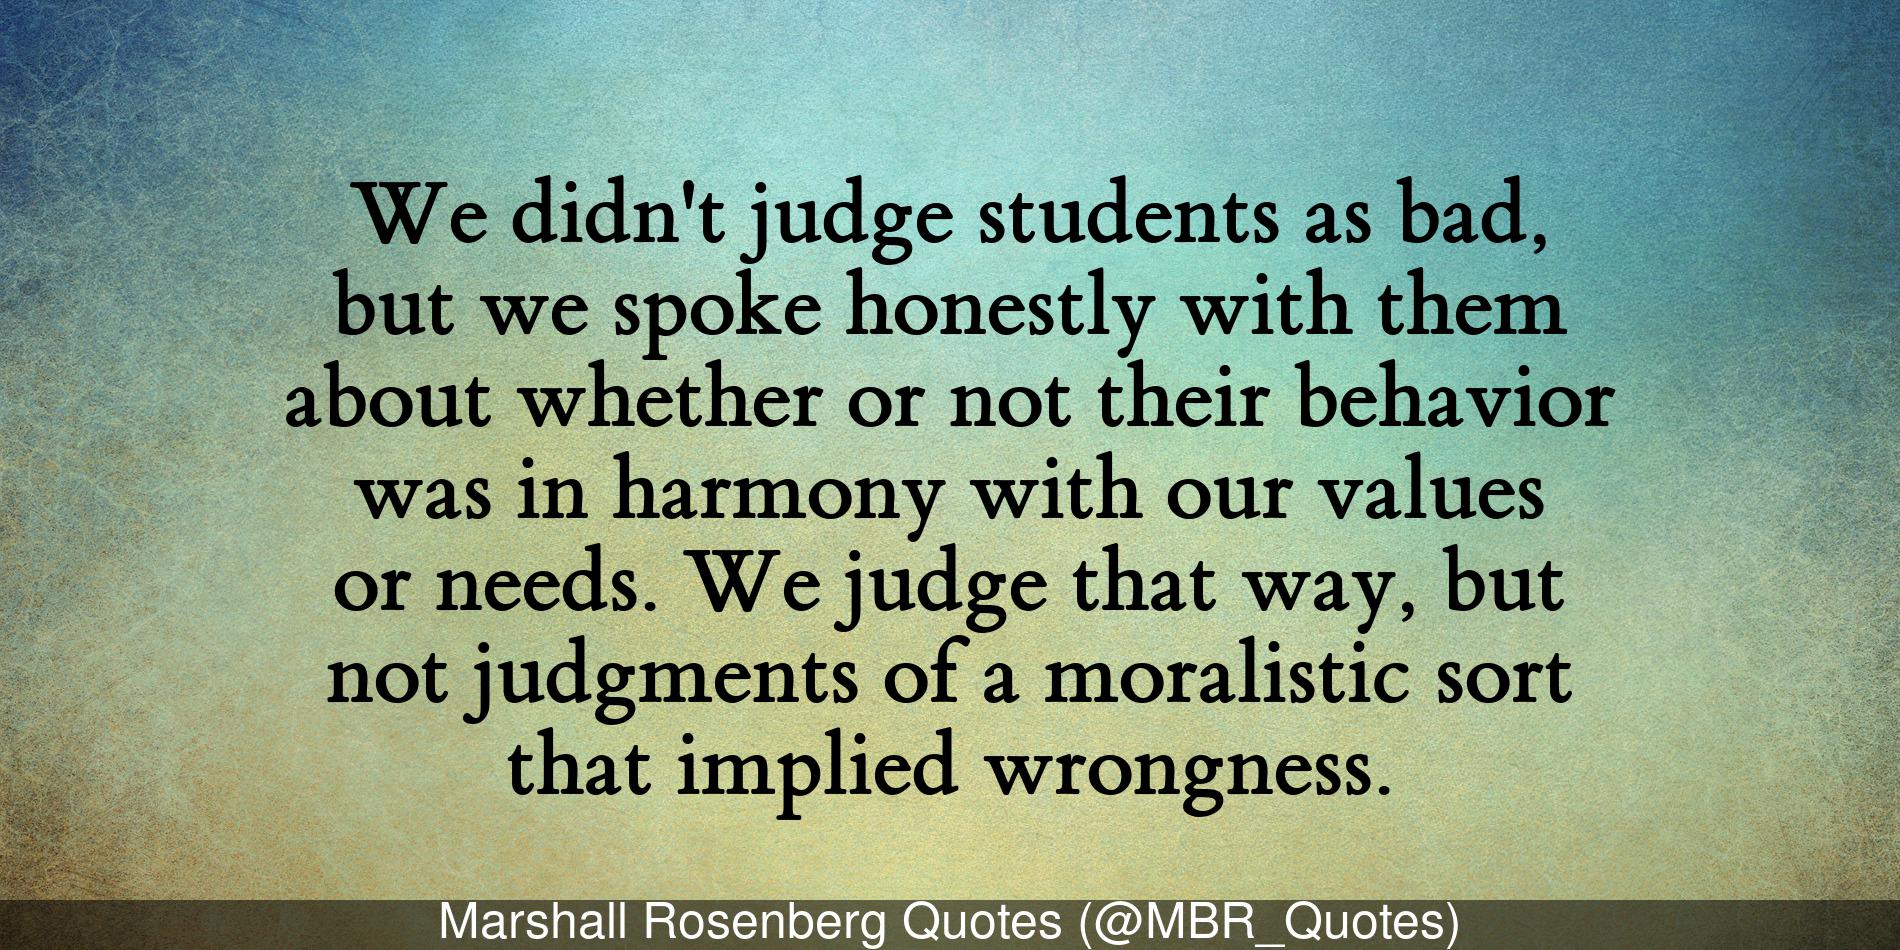 We didn't judge students as bad,
but we spoke honestly with them
about whether or not their behavior
was in harmony with our values
or needs. We judge that way, but
not judgments of a moralistic sort
that implied wrongness.
Marshall Rosenberg Quotes (@MBR_Quotes)